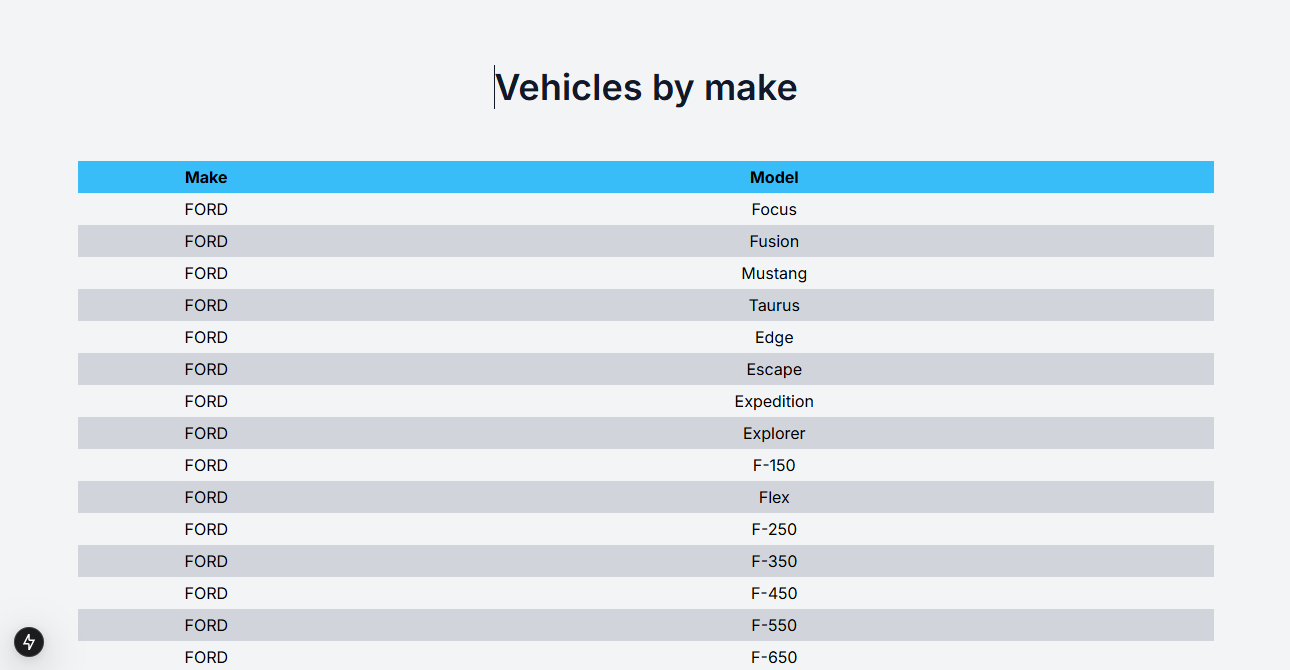 Vehicles by make
Make Model
FORD Focus
FORD Fusion
FORD Mustang
FORD Taurus
FORD Edge
FORD Escape
FORD Expedition
FORD Explorer
FORD F-150
FORD Flex
FORD F-250
FORD F-350
FORD F-450
FORD F-550
FORD F-650